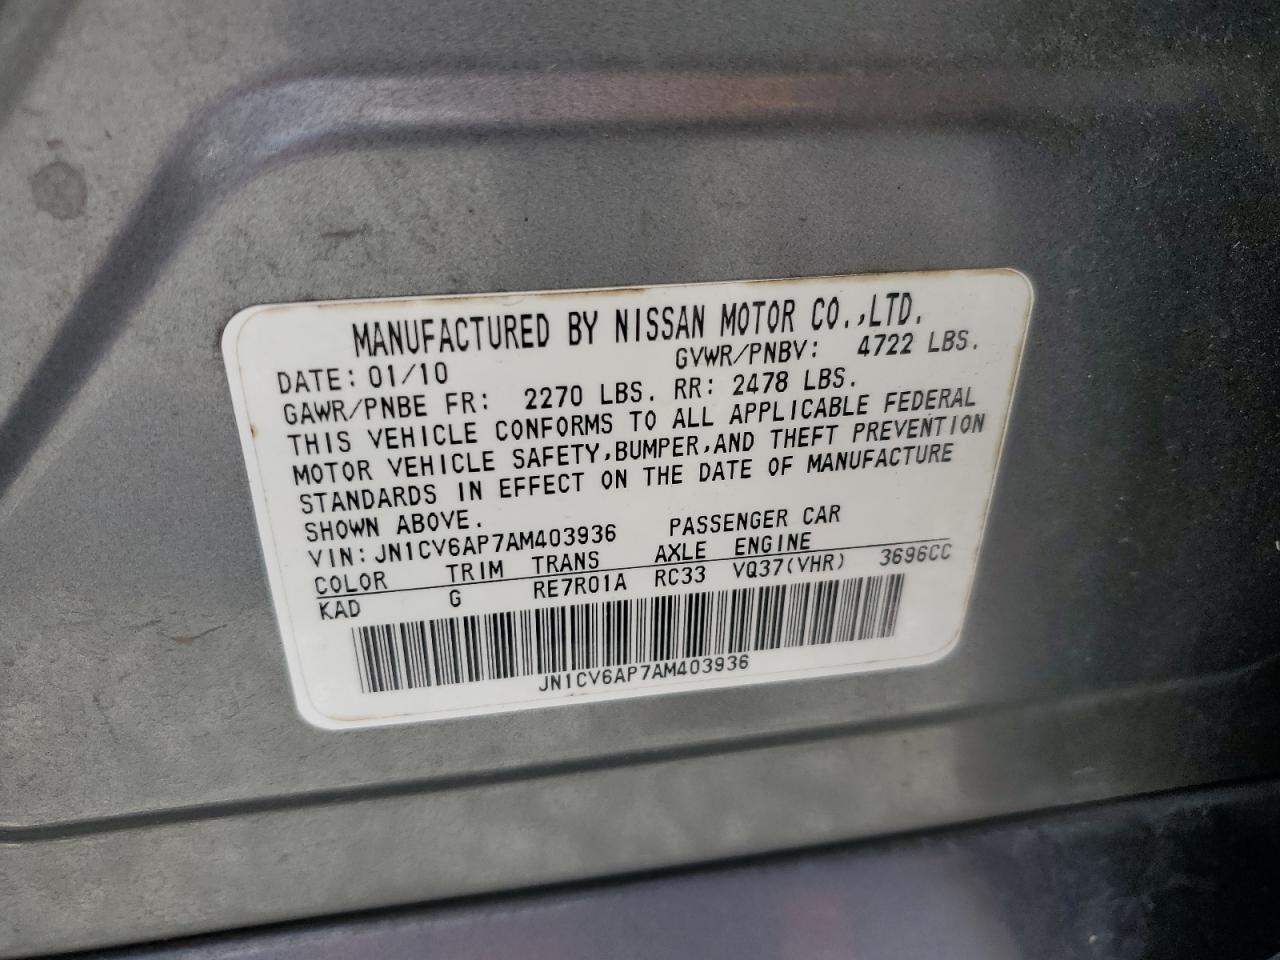 MANUFACTURED BY NISSAN MOTOR CO.,LTD.
DATE: 01/10 GVWR/PNBV: 4722 LBS.
GAWR/PNBE FR: 2270 LBS. RR: 2478 LBS.
THIS VEHICLE CONFORMS TO ALL APPLICABLE FEDERAL
MOTOR VEHICLE SAFETY,BUMPER,AND THEFT PREVENTION
STANDARDS IN EFFECT ON THE DATE OF MANUFACTURE
SHOWN ABOVE.
VIN: JN1CV6AP7AM403936 PASSENGER CAR
COLOR TRIM TRANS AXLE ENGINE
KAD G RE7R01A RC33 VQ37(VHR) 3696CC
JN1CV6AP7AM403936